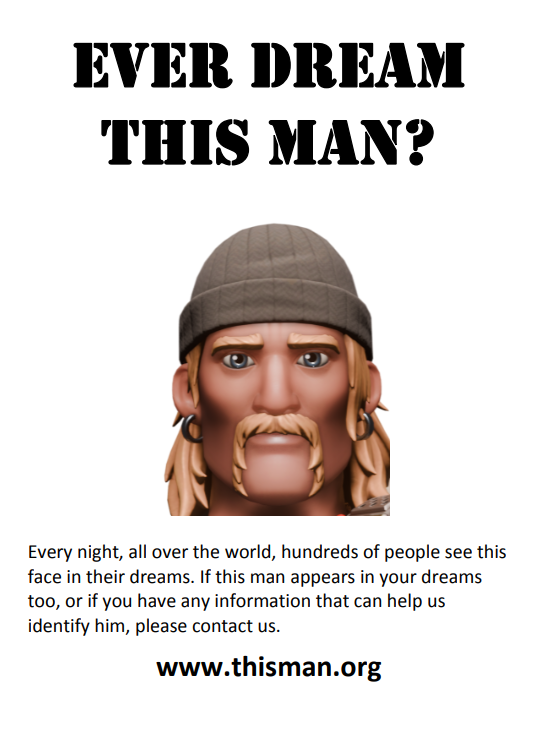 EVER DREAM
THIS MAN?
Every night, all over the world, hundreds of people see this
face in their dreams. If this man appears in your dreams
too, or if you have any information that can help us
identify him, please contact us.
www.thisman.org